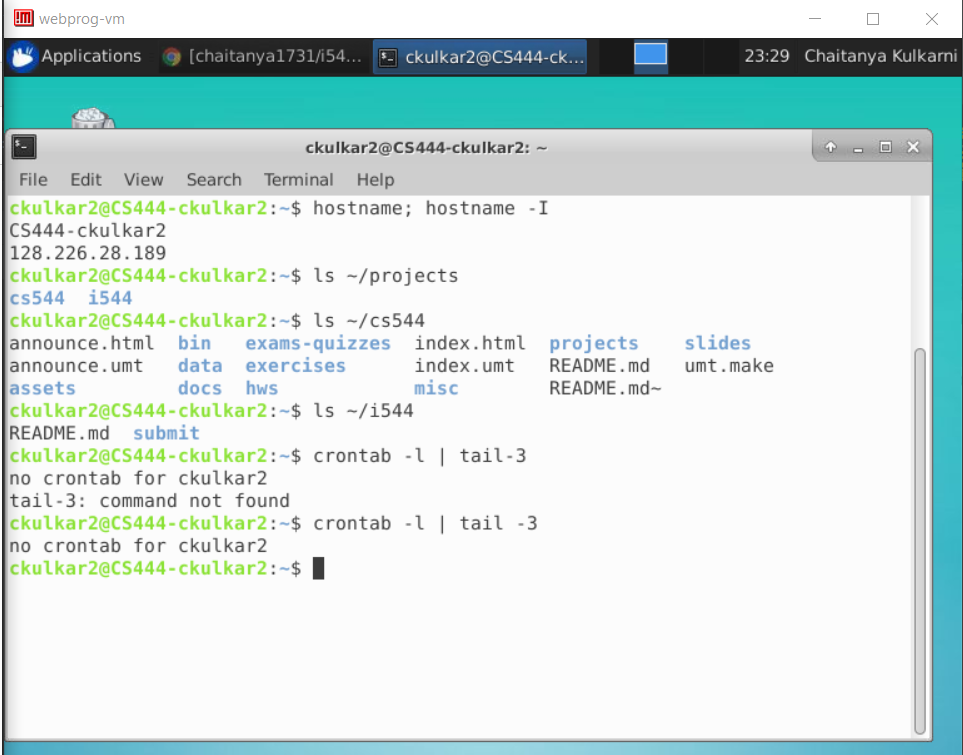 webprog-vm
Applications [chaitanya1731/i54... ckulkar2@CS444-ck... 23:29 Chaitanya Kulkarni
ckulkar2@CS444-ckulkar2: ~
File Edit View Search Terminal Help
ckulkar2@CS444-ckulkar2:~$ hostname; hostname -I
CS444-ckulkar2
128.226.28.189
ckulkar2@CS444-ckulkar2:~$ ls ~/projects
cs544 i544
ckulkar2@CS444-ckulkar2:~$ ls ~/cs544
announce.html bin exams-quizzes index.html projects slides
announce.umt data exercises index.umt README.md umt.make
assets docs hws misc README.md~
ckulkar2@CS444-ckulkar2:~$ ls ~/i544
README.md submit
ckulkar2@CS444-ckulkar2:~$ crontab -l | tail-3
no crontab for ckulkar2
tail-3: command not found
ckulkar2@CS444-ckulkar2:~$ crontab -l | tail -3
no crontab for ckulkar2
ckulkar2@CS444-ckulkar2:~$